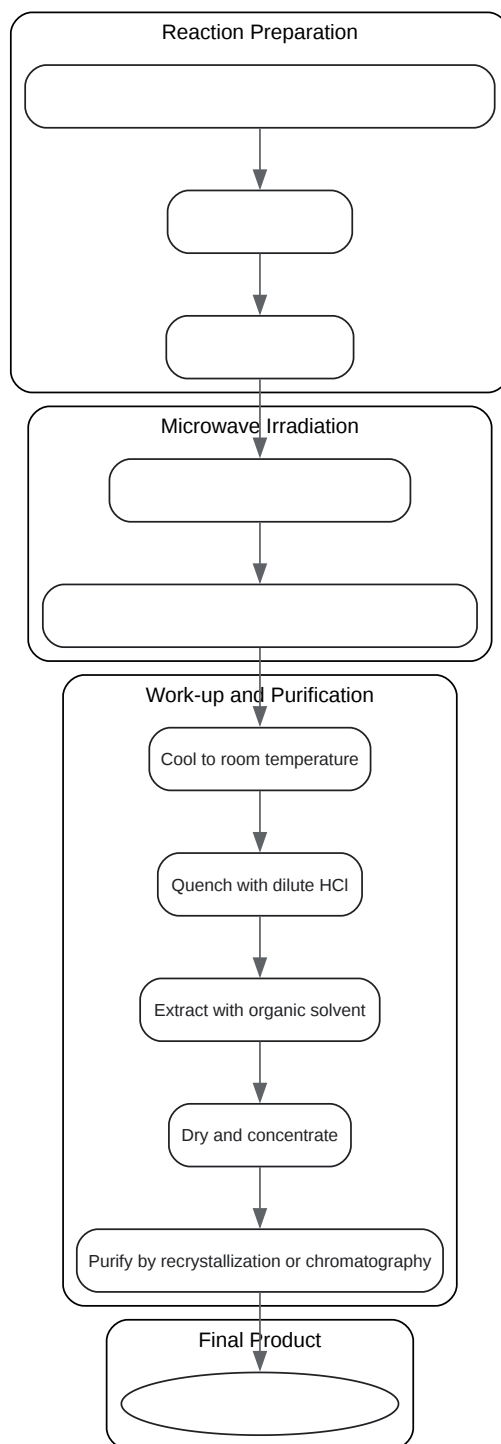 Reaction Preparation
Microwave Irradiation
Work-up and Purification
Cool to room temperature
Quench with dilute HCl
Extract with organic solvent
Dry and concentrate
Purify by recrystallization or chromatography
Final Product